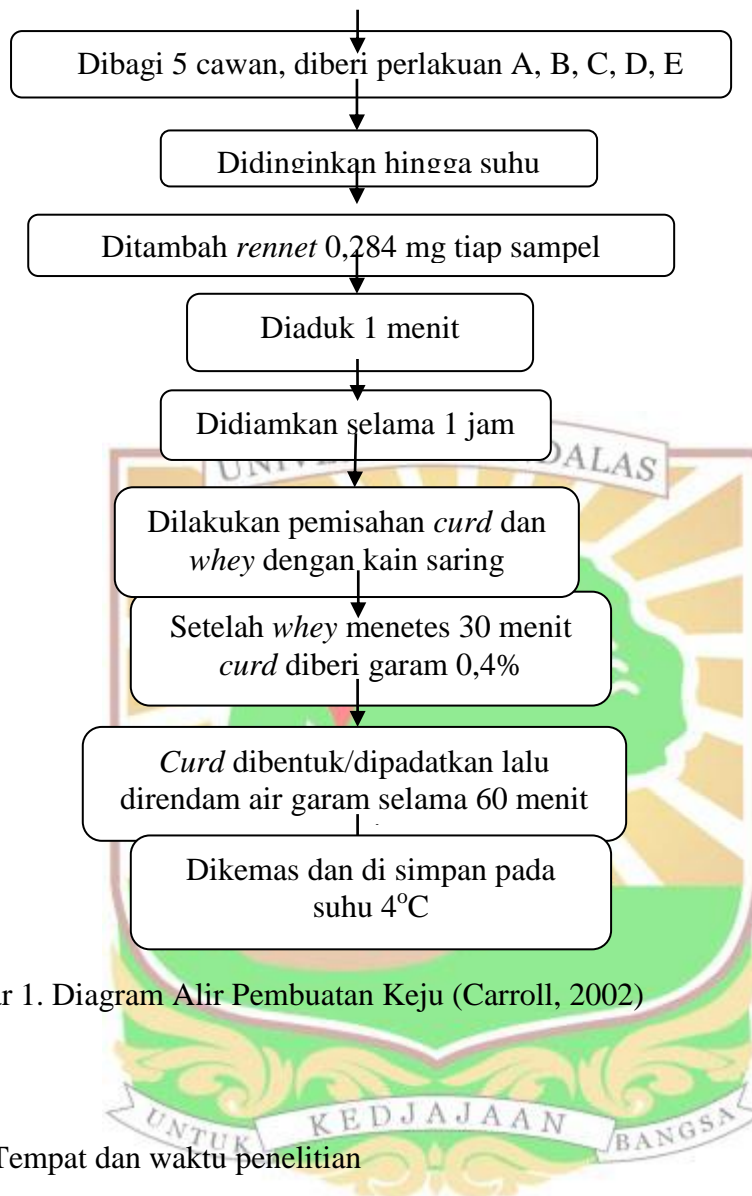 Dibagi 5 cawan, diberi perlakuan A, B, C, D, E
Didinginkan hingga suhu
Ditambah rennet 0,284 mg tiap sampel
Diaduk 1 menit
Didiamkan selama 1 jam
DALAS
Dilakukan pemisahan curd dan
whey dengan kain saring
Setelah whey menetes 30 menit
curd diberi garam 0,4%
Curd dibentuk/dipadatkan lalu
direndam air garam selama 60 menit
Dikemas dan di simpan pada
suhu 4°C
r 1. Diagram Alir Pembuatan Keju (Carroll, 2002)
UNTUK KEDJAJAAN BANGSA
Tempat dan waktu penelitian